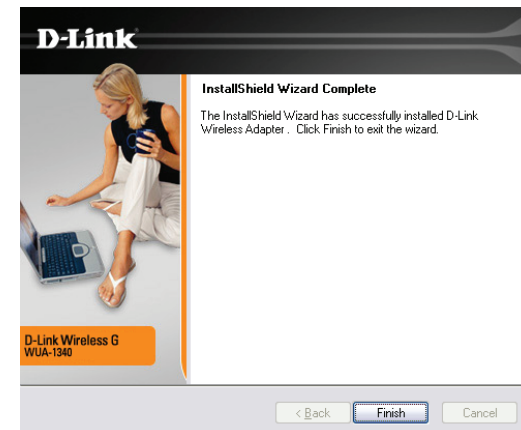 D-Link
InstallShield Wizard Complete
The InstallShield Wizard has successfully installed D-Link
Wireless Adapter . Click Finish to exit the wizard.
D-Link Wireless G
WUA-1340
< Back
Finish
Cancel